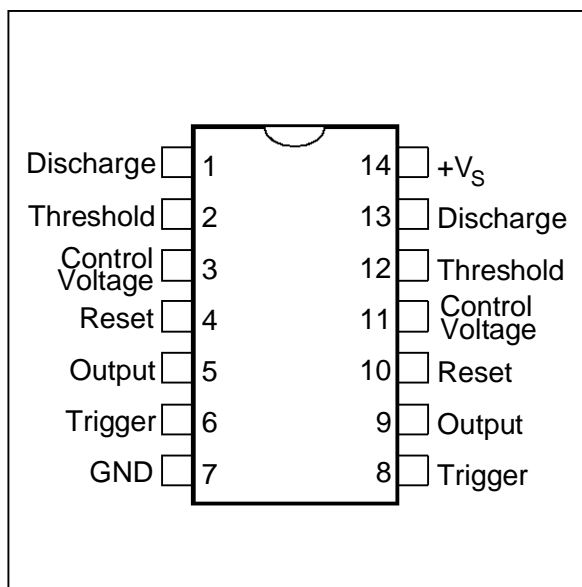 Discharge 1 14 +VS
Threshold 2 13 Discharge
Control
Voltage 3 12 Threshold
Reset 4 11 Control
Voltage
Output 5 10 Reset
Trigger 6 9 Output
GND 7 8 Trigger